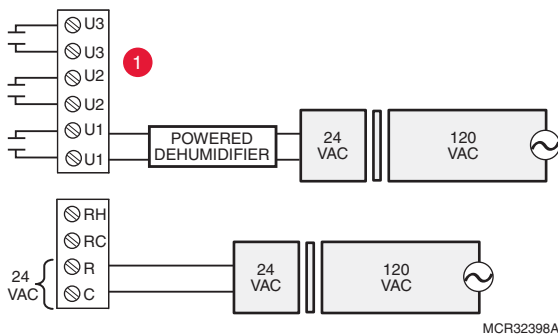 U3
U3
1
U2
U2
U1
U1
POWERED
DEHUMIDIFIER
24
VAC
120
VAC
RH
RC
R
C
24
VAC
24
VAC
120
VAC
MCR32398A